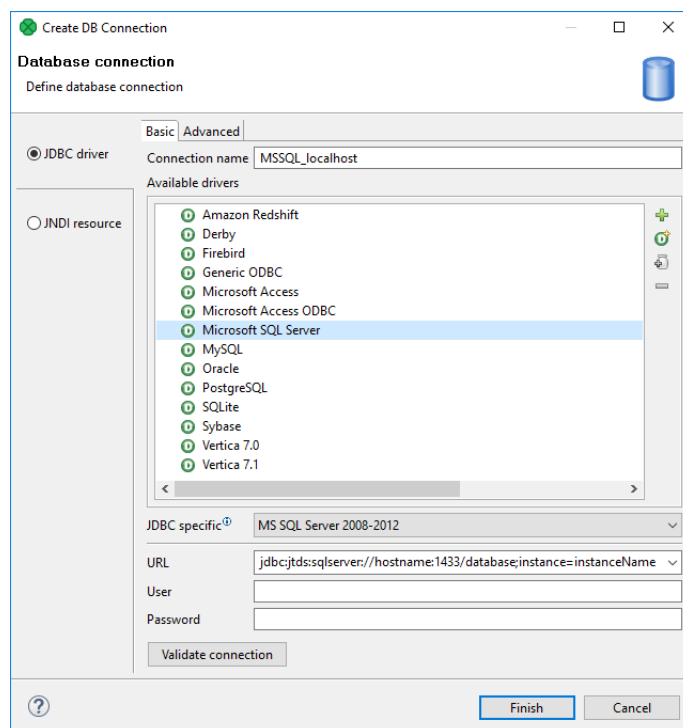 Create DB Connection
Database connection
Define database connection
JDBC driver
JNDI resource
Basic Advanced
Connection name MSSQL_localhost
Available drivers
Amazon Redshift
Derby
Firebird
Generic ODBC
Microsoft Access
Microsoft Access ODBC
Microsoft SQL Server
MySQL
Oracle
PostgreSQL
SQLite
Sybase
Vertica 7.0
Vertica 7.1
JDBC specific MS SQL Server 2008-2012
URL jdbc:jtds:sqlserver://hostname:1433/database;instance=instanceName
User
Password
Validate connection
Finish Cancel